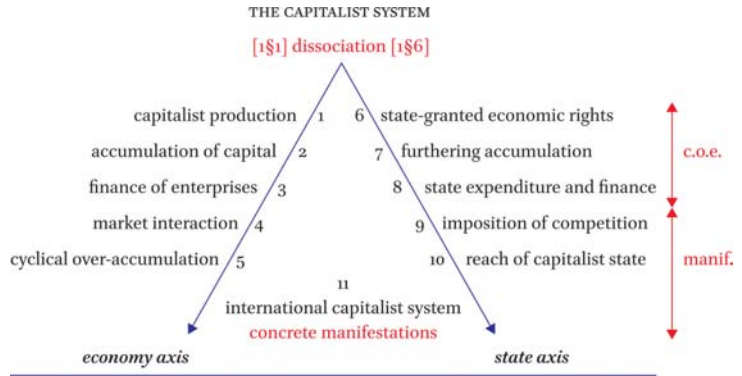 THE CAPITALIST SYSTEM
[1§1] dissociation [1§6]
capitalist production 1 6 state-granted economic rights
accumulation of capital 2 7 furthering accumulation
c.o.e.
finance of enterprises 3 8 state expenditure and finance
market interaction 4 9 imposition of competition
cyclical over-accumulation 5 10 reach of capitalist state
manif.
11
international capitalist system
concrete manifestations
economy axis state axis